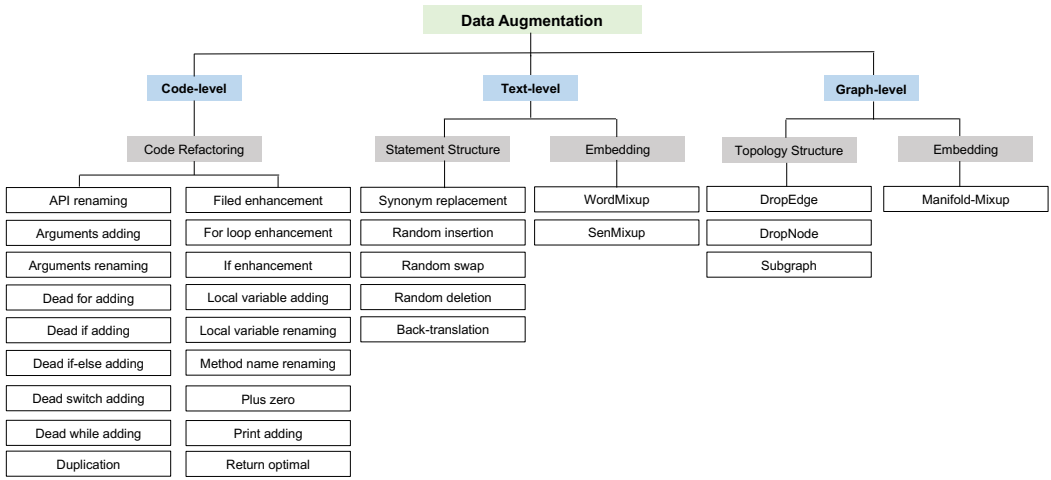 Data Augmentation
Code-level
Text-level
Graph-level
Code Refactoring
Statement Structure
Embedding
Topology Structure
Embedding
API renaming
Arguments adding
Arguments renaming
Dead for adding
Dead if adding
Dead if-else adding
Dead switch adding
Dead while adding
Duplication
Filed enhancement
For loop enhancement
If enhancement
Local variable adding
Local variable renaming
Method name renaming
Plus zero
Print adding
Return optimal
Synonym replacement
Random insertion
Random swap
Random deletion
Back-translation
WordMixup
SenMixup
DropEdge
DropNode
Subgraph
Manifold-Mixup